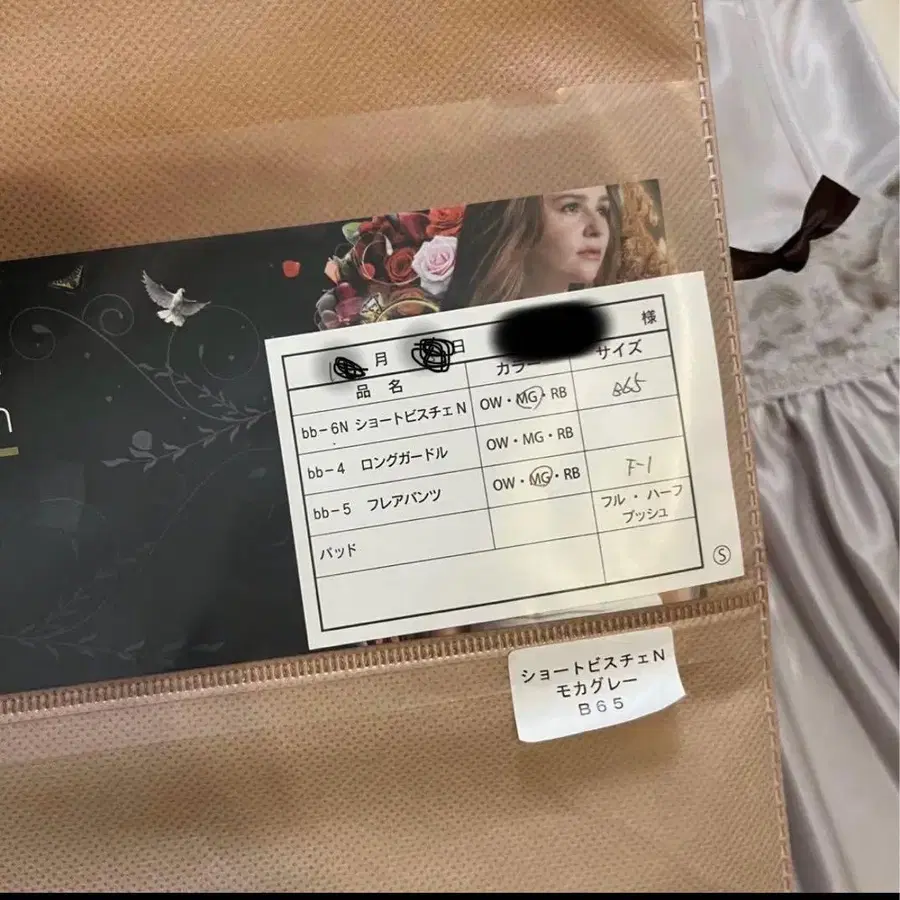 n
月 日 様
品 名 カラー サイズ
bb-6N ショートビスチェN OW・MG・RB B65
bb-4 ロングガードル OW・MG・RB
bb-5 フレアパンツ OW・MG・RB F-1
パッド フル・ハーフ
プッシュ
Ⓢ
ショートビスチェN
モカグレー
B65